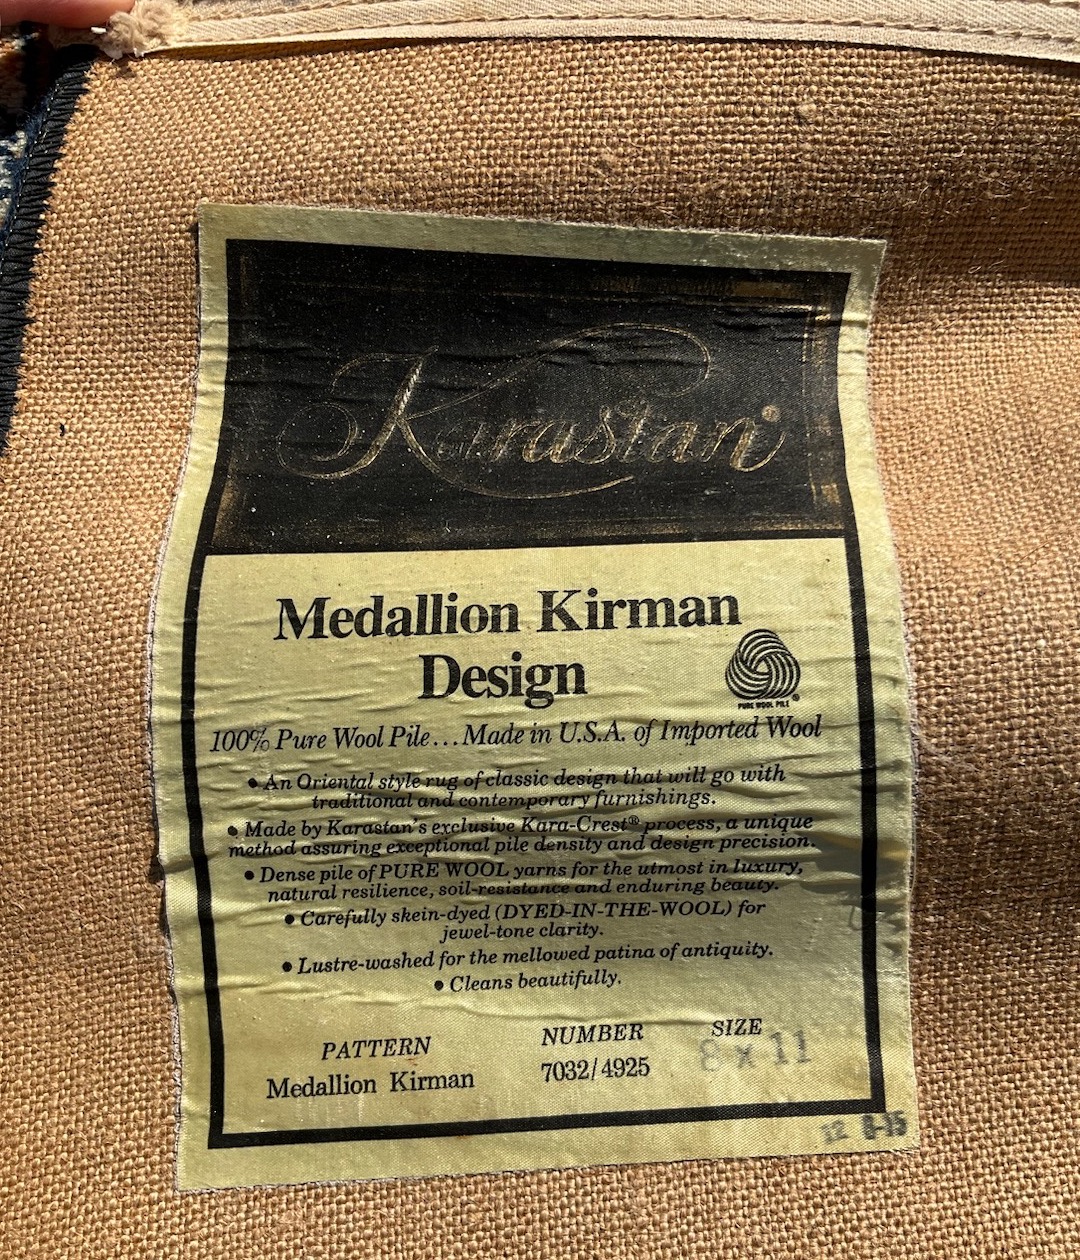 Karastan®
Medallion Kirman
Design
PURE WOOL PILE
100% Pure Wool Pile...Made in U.S.A. of Imported Wool
• An Oriental style rug of classic design that will go with
traditional and contemporary furnishings.
• Made by Karastan's exclusive Kara-Crest® process, a unique
method assuring exceptional pile density and design precision.
• Dense pile of PURE WOOL yarns for the utmost in luxury,
natural resilience, soil-resistance and enduring beauty.
• Carefully skein-dyed (DYED-IN-THE-WOOL) for
jewel-tone clarity.
• Lustre-washed for the mellowed patina of antiquity.
• Cleans beautifully.
PATTERN NUMBER SIZE
Medallion Kirman 7032/4925 8 x 11